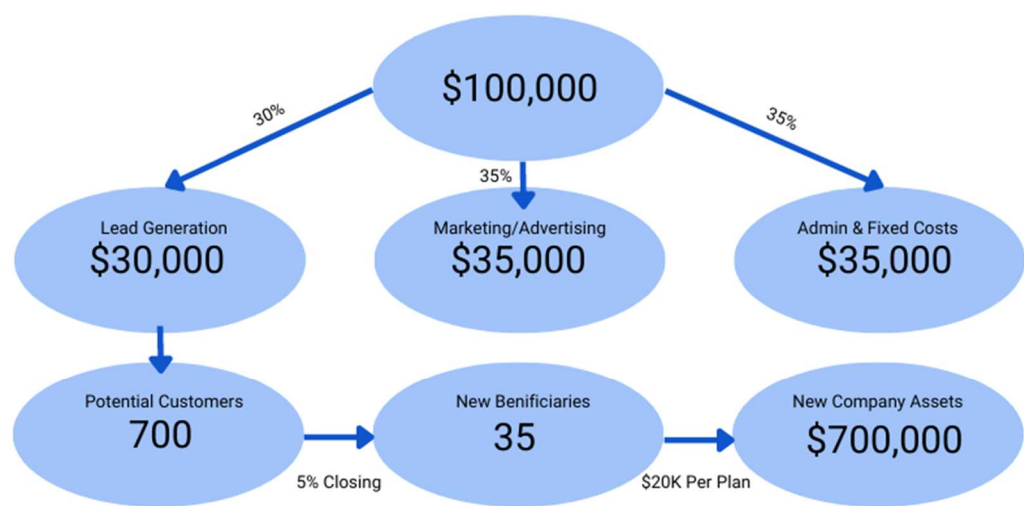 $100,000
30%
35%
35%
Lead Generation
$30,000
Marketing/Advertising
$35,000
Admin & Fixed Costs
$35,000
Potential Customers
700
5% Closing
New Benificiaries
35
$20K Per Plan
New Company Assets
$700,000